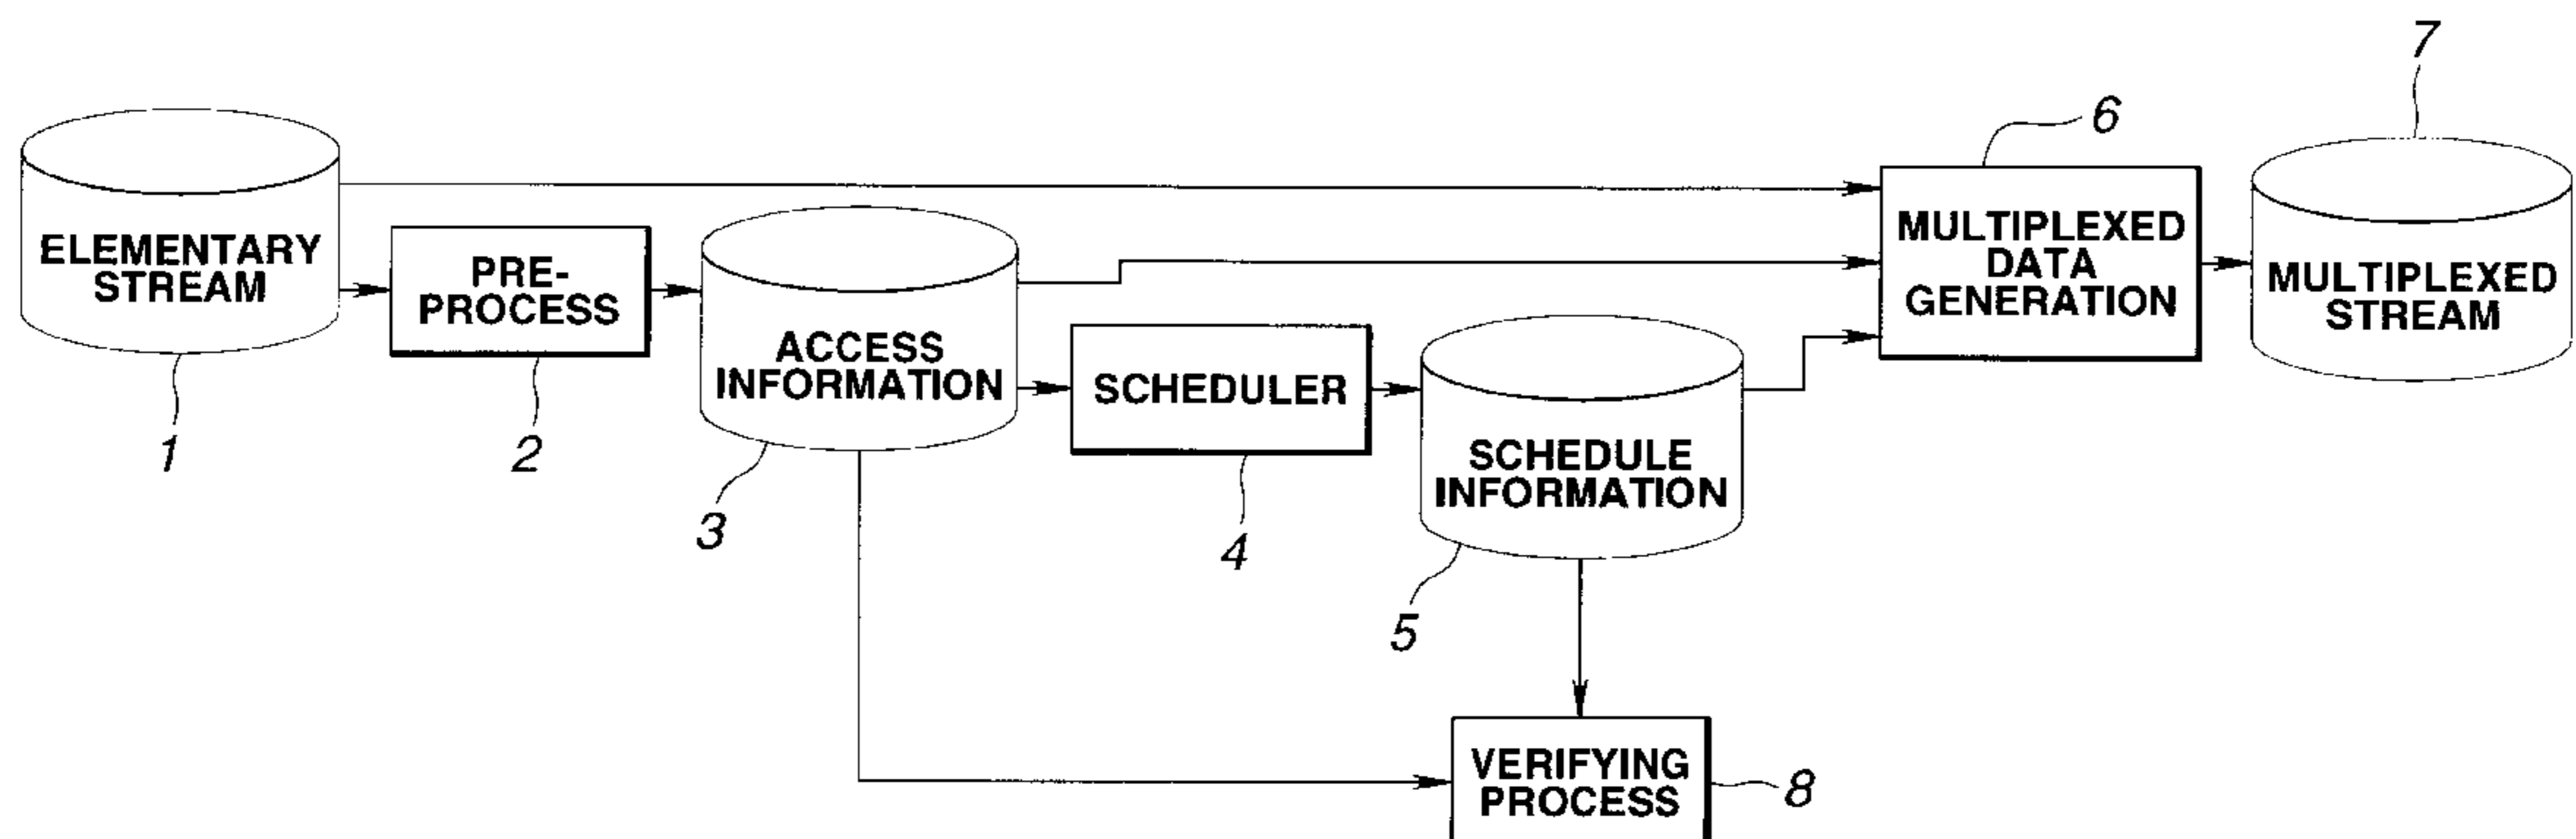 7
6
ELEMENTARY
STREAM
PRE-
PROCESS
ACCESS
INFORMATION
SCHEDULER
SCHEDULE
INFORMATION
MULTIPLEXED
DATA
GENERATION
MULTIPLEXED
STREAM
1
2
3
4
5
VERIFYING
PROCESS
8